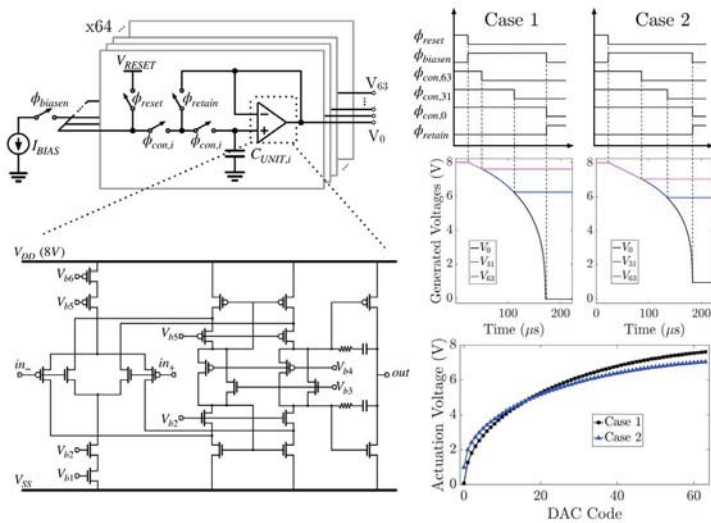 x64
V_RESET
V_63
ϕ_biasen
ϕ_reset
ϕ_retain
V_0
I_BIAS
ϕ_con,i
ϕ_con,i
C_UNIT,i
V_DD (8V)
V_b6
V_b5
V_b5
in_-
in_+
V_b4
V_b3
out
V_b2
V_b2
V_b1
V_SS
Case 1
Case 2
ϕ_reset
ϕ_biasen
ϕ_con,63
ϕ_con,31
ϕ_con,0
ϕ_retain
Generated Voltages (V)
8
6
4
2
0
V_0
V_31
V_63
100
200
Time (μs)
8
6
4
2
0
V_0
V_31
V_63
100
200
Time (μs)
Actuation Voltage (V)
8
6
4
2
0
Case 1
Case 2
0
20
40
60
DAC Code